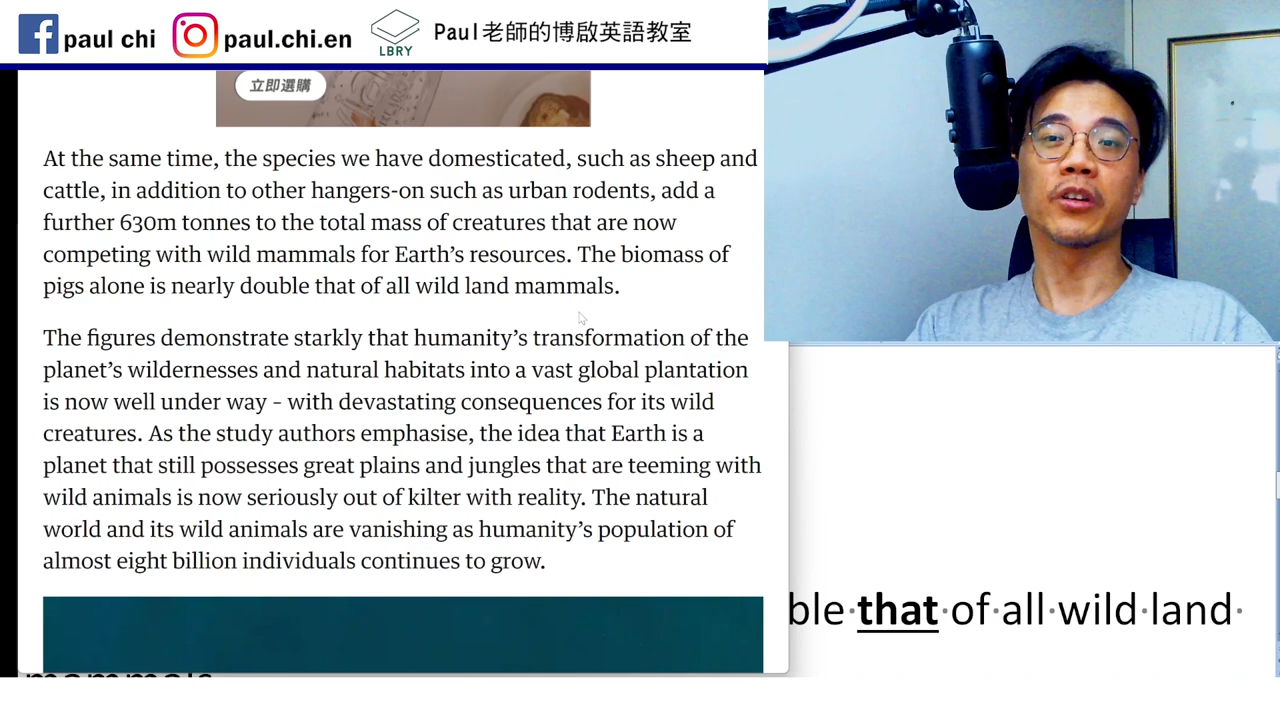 paul chi
paul.chi.en
LBRY
Paul老師的博啟英語教室
立即選購
At the same time, the species we have domesticated, such as sheep and
cattle, in addition to other hangers-on such as urban rodents, add a
further 630m tonnes to the total mass of creatures that are now
competing with wild mammals for Earth’s resources. The biomass of
pigs alone is nearly double that of all wild land mammals.
The figures demonstrate starkly that humanity’s transformation of the
planet’s wildernesses and natural habitats into a vast global plantation
is now well under way – with devastating consequences for its wild
creatures. As the study authors emphasise, the idea that Earth is a
planet that still possesses great plains and jungles that are teeming with
wild animals is now seriously out of kilter with reality. The natural
world and its wild animals are vanishing as humanity’s population of
almost eight billion individuals continues to grow.
ble that of all wild land